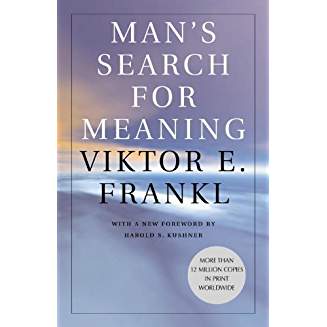 MAN'S
SEARCH
FOR
MEANING
VIKTOR E.
FRANKL
WITH A NEW FOREWORD BY
HAROLD S. KUSHNER
MORE THAN
12 MILLION COPIES
IN PRINT
WORLDWIDE